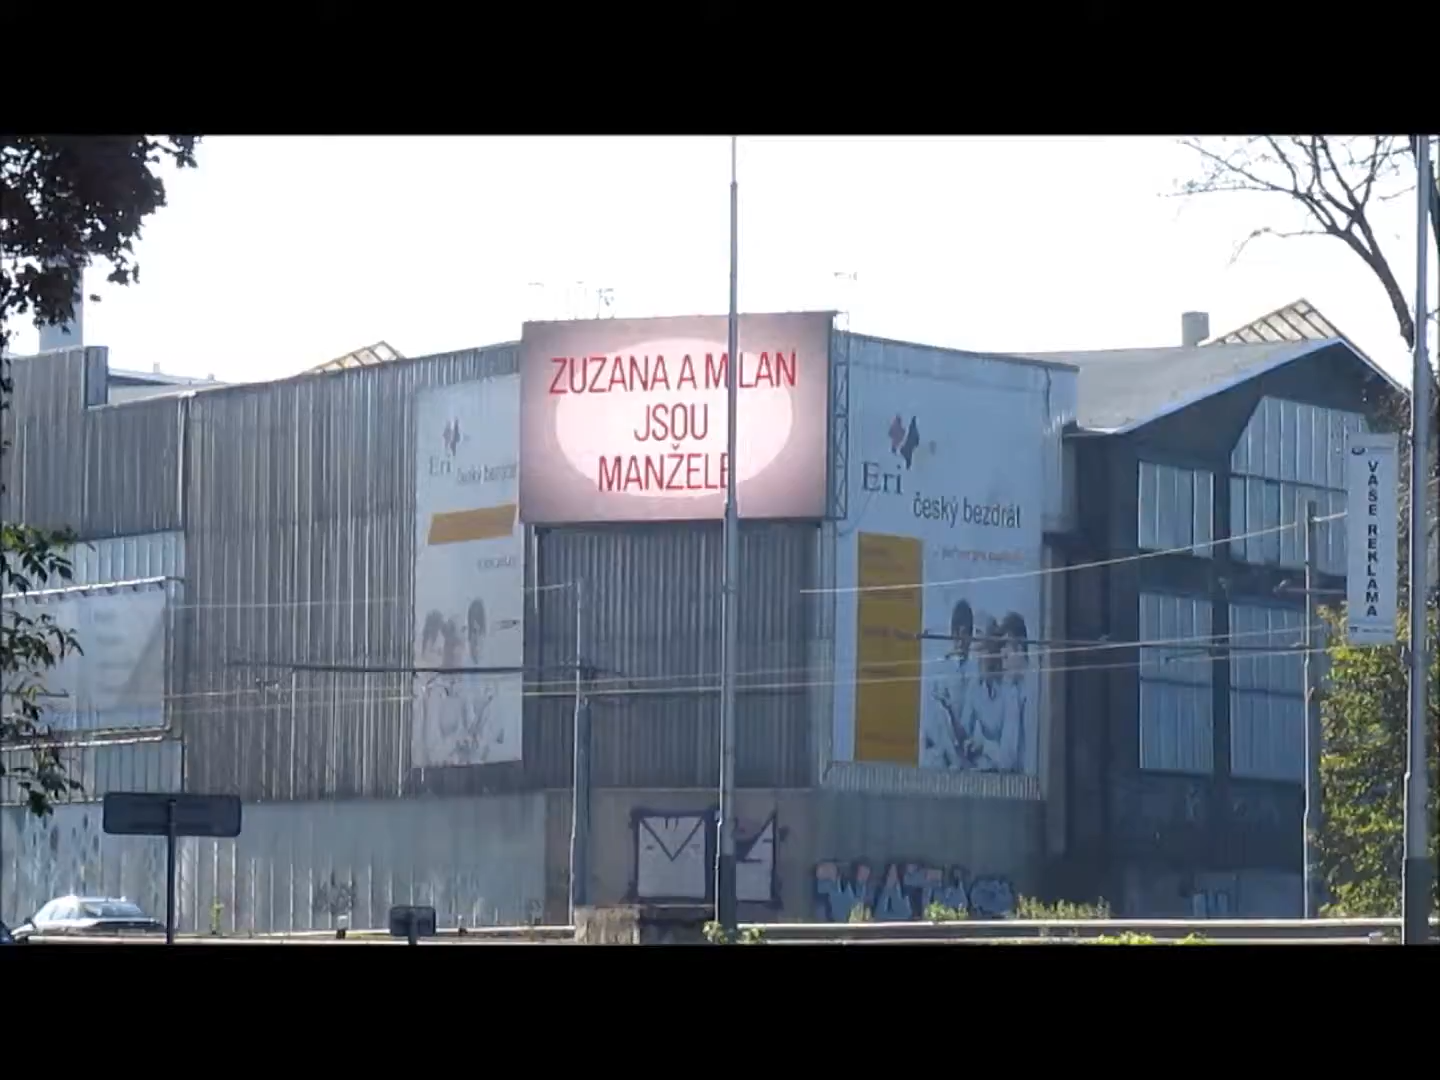 ZUZANA A MILAN
JSOU
MANŽELÉ
Eri
český bezdrát
Eri
český bezdrát
VAŠE REKLAMA